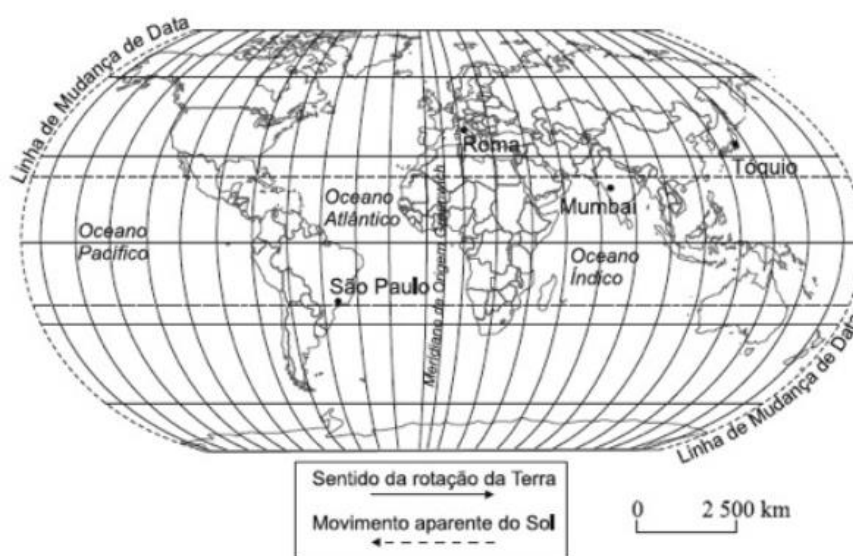 Linha de Mudança de Data
Roma
Tóquio
Oceano
Atlântico
Mumbai
Oceano
Pacífico
Oceano
Índico
São Paulo
Meridiano da Origem Greenwich
Linha de Mudança de Data
Sentido da rotação da Terra
Movimento aparente do Sol
0 2 500 km